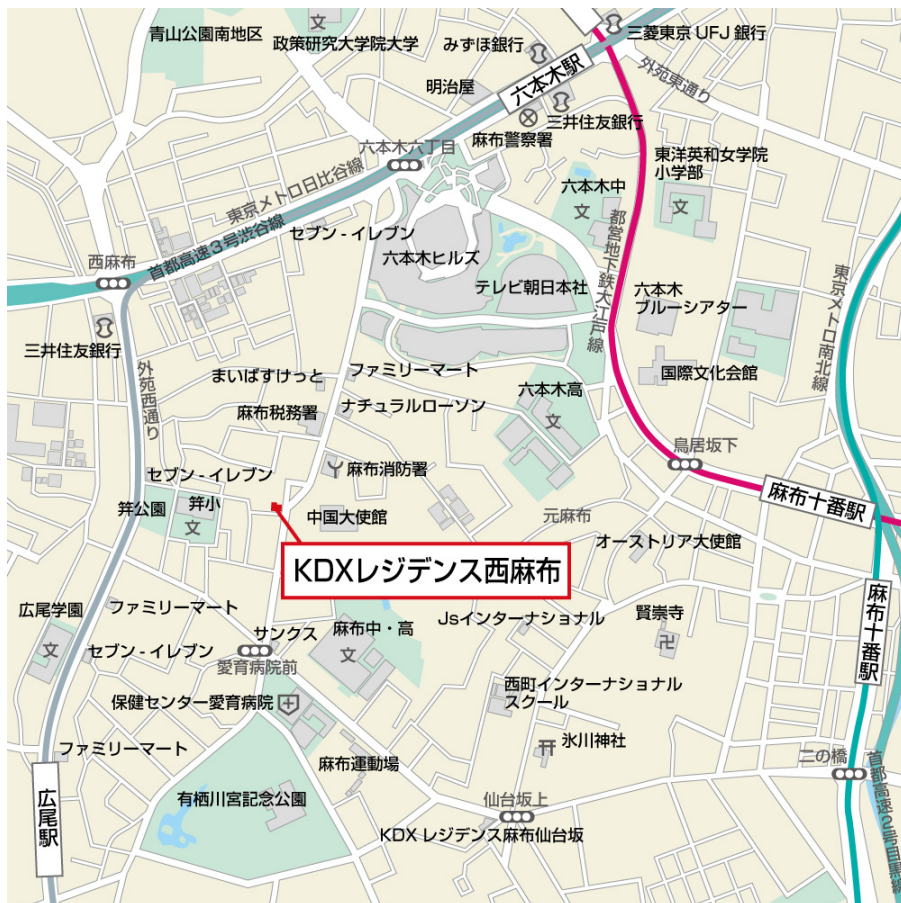 青山公園南地区
政策研究大学院大学
文
みずほ銀行
三菱東京UFJ銀行
外苑東通り
六本木駅
明治屋
三井住友銀行
麻布警察署
六本木六丁目
東京メトロ日比谷線
首都高速3号渋谷線
東洋英和女学院
小学部
文
六本木中
文
都営地下鉄大江戸線
セブン-イレブン
六本木ヒルズ
西麻布
テレビ朝日本社
六本木
ブルーシアター
東京メトロ南北線
三井住友銀行
外苑西通り
まいばすけっと
ファミリーマート
国際文化会館
六本木高
文
麻布税務署
ナチュラルローソン
鳥居坂下
セブン-イレブン
麻布消防署
麻布十番駅
笄公園
笄小
文
中国大使館
元麻布
オーストリア大使館
KDXレジデンス西麻布
麻布十番駅
広尾学園
文
ファミリーマート
サンクス
麻布中・高
文
Jsインターナショナル
賢崇寺
卍
セブン-イレブン
愛育病院前
保健センター愛育病院
西町インターナショナル
スクール
ファミリーマート
麻布運動場
氷川神社
二の橋
首都高速2号目黒線
広尾駅
有栖川宮記念公園
仙台坂上
KDXレジデンス麻布仙台坂